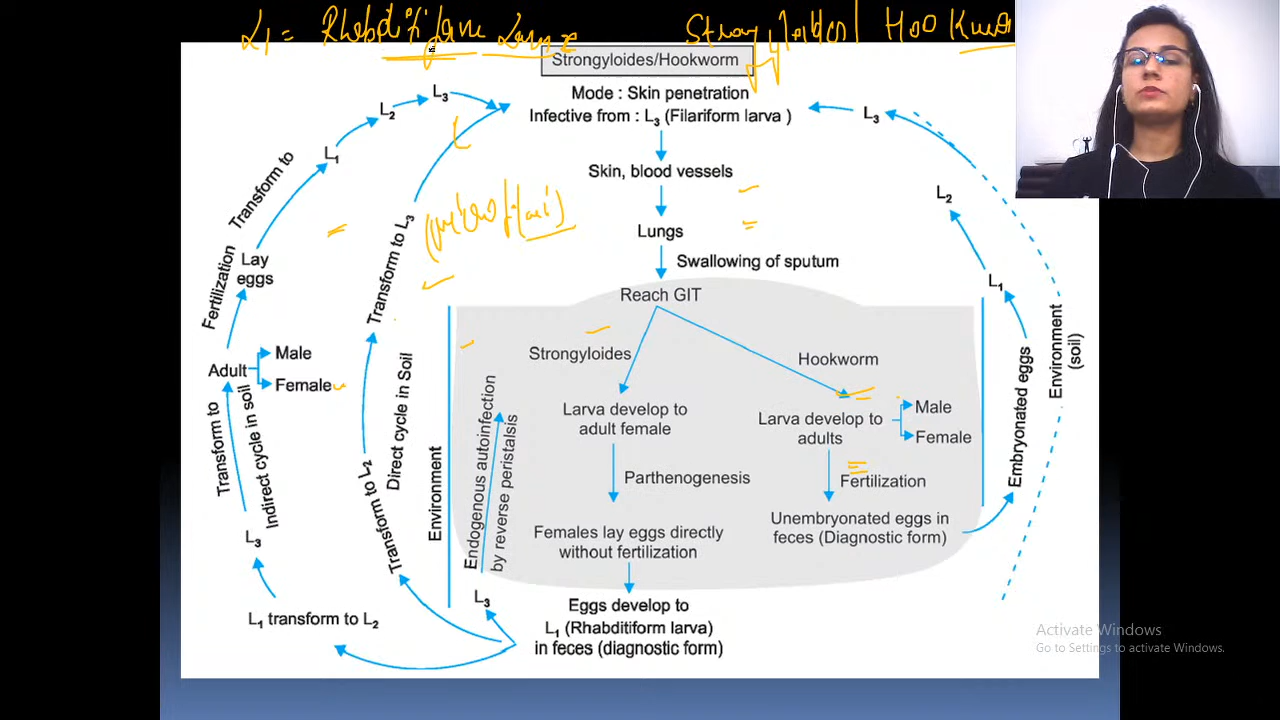 L1 = Rhabditiform Larvae
Strongyloides / Hookworm
Strongyloides/Hookworm
Mode : Skin penetration
Infective from : L3 (Filariform larva )
Skin, blood vessels
Lungs
Swallowing of sputum
Reach GIT
Strongyloides
Larva develop to
adult female
Parthenogenesis
Females lay eggs directly
without fertilization
Eggs develop to
L1 (Rhabditiform larva)
in feces (diagnostic form)
Hookworm
Larva develop to
adults
Male
Female
Fertilization
Unembryonated eggs in
feces (Diagnostic form)
Embryonated eggs
L1
L2
L3
Environment
(soil)
L3
Endogenous autoinfection
by reverse peristalsis
Environment
Transform to L2
Direct cycle in Soil
Transform to L3
L1 transform to L2
L3
Transform to
Indirect cycle in soil
Adult
Male
Female
Fertilization
Lay
eggs
Transform to
L1
L2
L3
Activate Windows
Go to Settings to activate Windows.